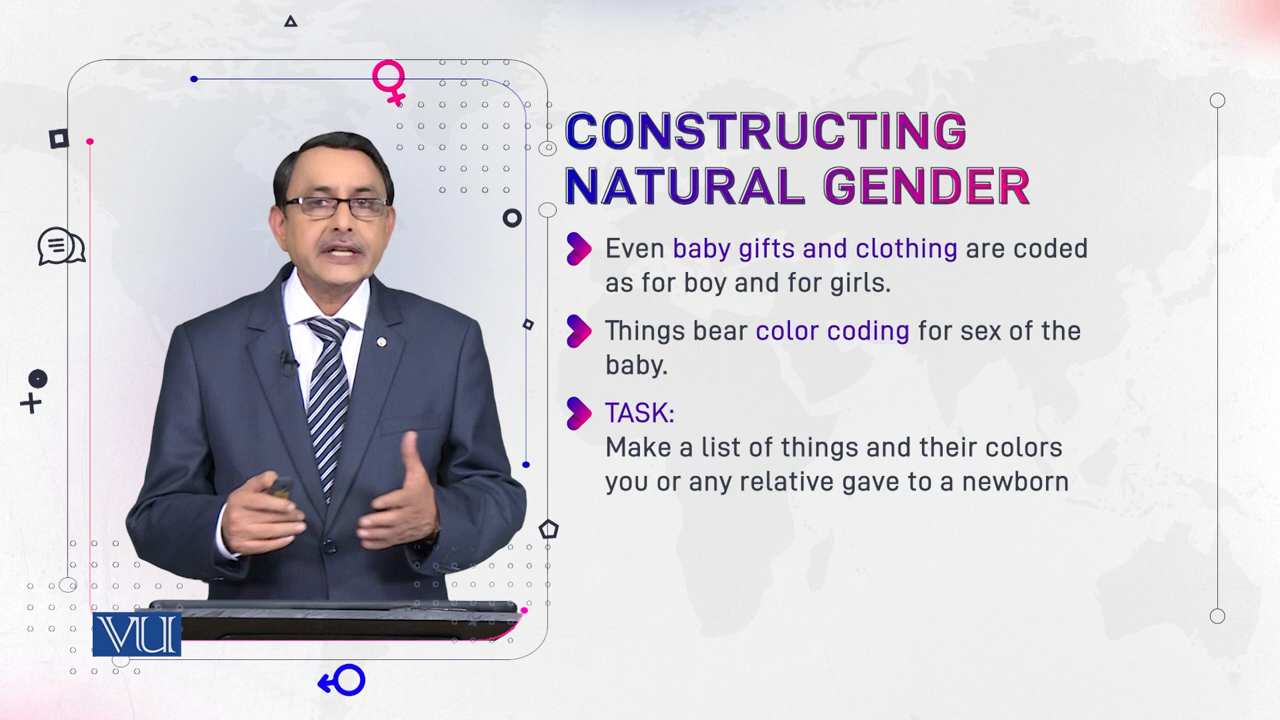 CONSTRUCTING
NATURAL GENDER
Even baby gifts and clothing are coded
as for boy and for girls.
Things bear color coding for sex of the
baby.
TASK:
Make a list of things and their colors
you or any relative gave to a newborn
VU